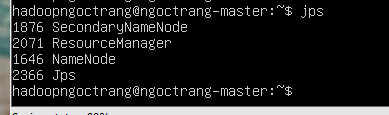 hadoopngoctrang@ngoctrang-master:~$ jps
1876 SecondaryNameNode
2071 ResourceManager
1646 NameNode
2366 Jps
hadoopngoctrang@ngoctrang-master:~$